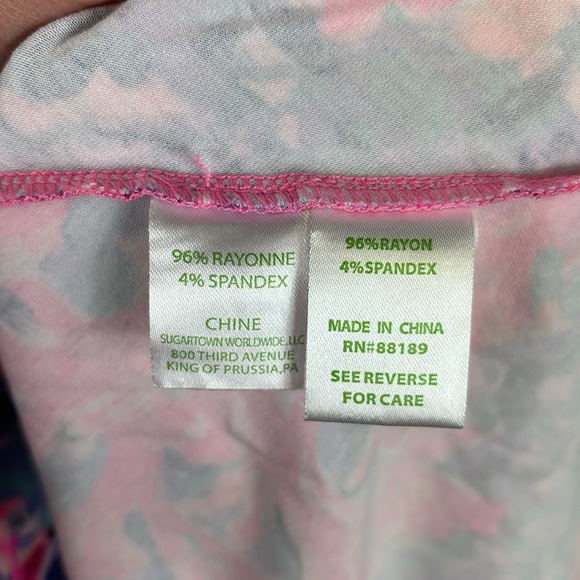 96% RAYONNE
4% SPANDEX
CHINE
SUGARTOWN WORLDWIDE, LLC
800 THIRD AVENUE
KING OF PRUSSIA,PA
96%RAYON
4%SPANDEX
MADE IN CHINA
RN#88189
SEE REVERSE
FOR CARE